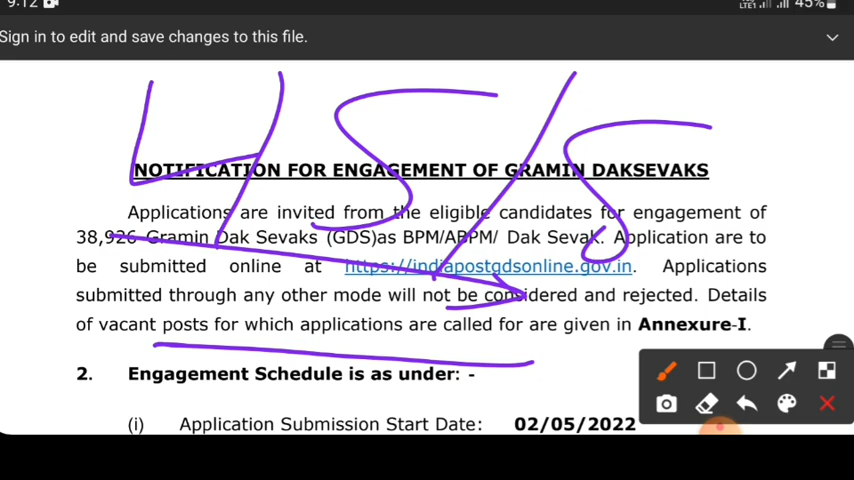 9:12
LTE1
45%
Sign in to edit and save changes to this file.
45/5
NOTIFICATION FOR ENGAGEMENT OF GRAMIN DAKSEVAKS
Applications are invited from the eligible candidates for engagement of
38,926 Gramin Dak Sevaks (GDS)as BPM/ABPM/ Dak Sevak. Application are to
be submitted online at https://indiapostgdsonline.gov.in. Applications
submitted through any other mode will not be considered and rejected. Details
of vacant posts for which applications are called for are given in Annexure-I.
2. Engagement Schedule is as under: -
(i) Application Submission Start Date: 02/05/2022